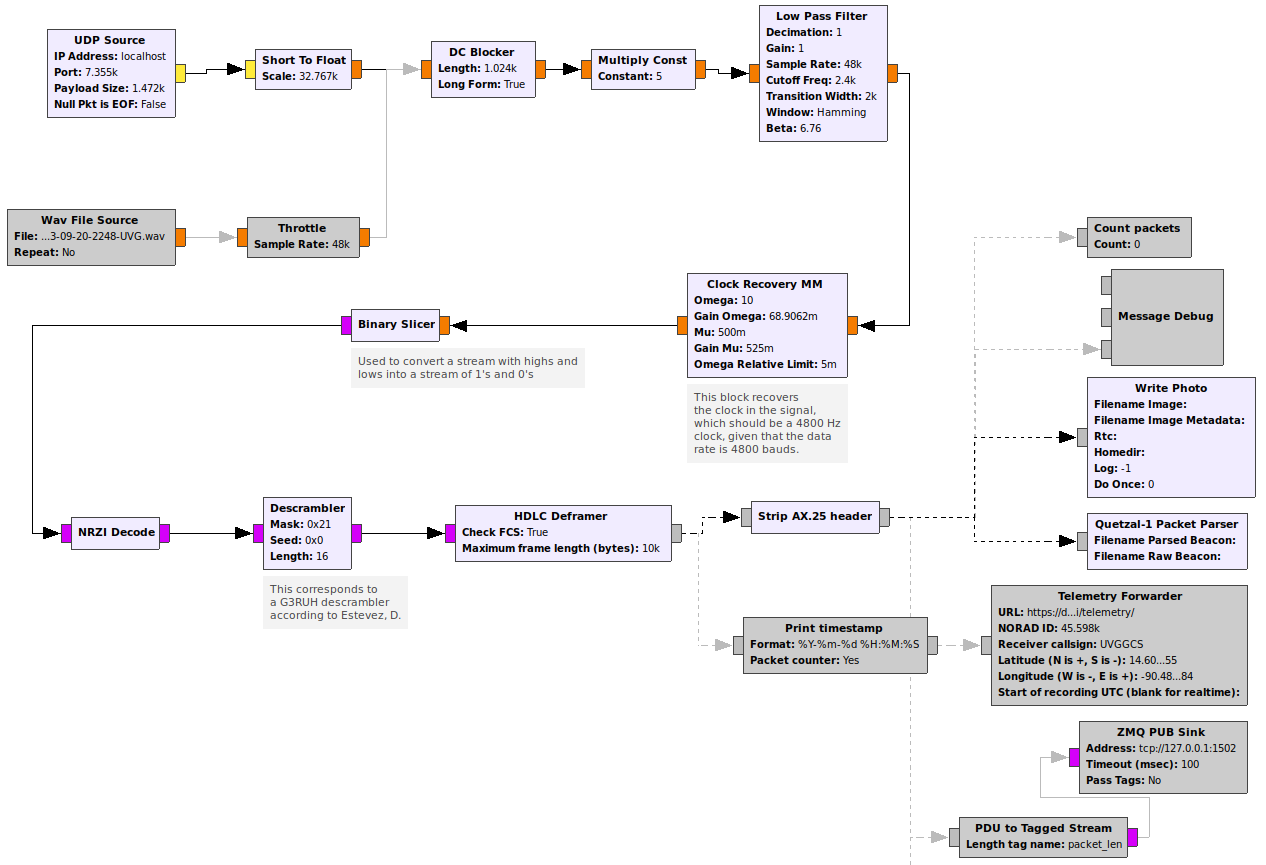 UDP Source
IP Address: localhost
Port: 7.355k
Payload Size: 1.472k
Null Pkt is EOF: False
Short To Float
Scale: 32.767k
DC Blocker
Length: 1.024k
Long Form: True
Multiply Const
Constant: 5
Low Pass Filter
Decimation: 1
Gain: 1
Sample Rate: 48k
Cutoff Freq: 2.4k
Transition Width: 2k
Window: Hamming
Beta: 6.76
Wav File Source
File: ...3-09-20-2248-UVG.wav
Repeat: No
Throttle
Sample Rate: 48k
Clock Recovery MM
Omega: 10
Gain Omega: 68.9062m
Mu: 500m
Gain Mu: 525m
Omega Relative Limit: 5m
This block recovers
the clock in the signal,
which should be a 4800 Hz
clock, given that the data
rate is 4800 bauds.
Binary Slicer
Used to convert a stream with highs and
lows into a stream of 1's and 0's
NRZI Decode
Descrambler
Mask: 0x21
Seed: 0x0
Length: 16
This corresponds to
a G3RUH descrambler
according to Estevez, D.
HDLC Deframer
Check FCS: True
Maximum frame length (bytes): 10k
Strip AX.25 header
Count packets
Count: 0
Message Debug
Write Photo
Filename Image:
Filename Image Metadata:
Rtc:
Homedir:
Log: -1
Do Once: 0
Quetzal-1 Packet Parser
Filename Parsed Beacon:
Filename Raw Beacon:
Print timestamp
Format: %Y-%m-%d %H:%M:%S
Packet counter: Yes
Telemetry Forwarder
URL: https://d...i/telemetry/
NORAD ID: 45.598k
Receiver callsign: UVGGCS
Latitude (N is +, S is -): 14.60...55
Longitude (W is -, E is +): -90.48...84
Start of recording UTC (blank for realtime):
ZMQ PUB Sink
Address: tcp://127.0.0.1:1502
Timeout (msec): 100
Pass Tags: No
PDU to Tagged Stream
Length tag name: packet_len